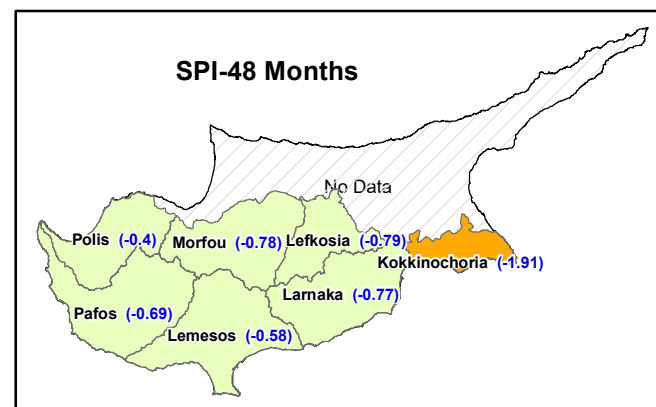 SPI-48 Months
No Data
Polis (-0.4)
Morfou (-0.78)
Lefkosia (-0.79)
Kokkinochoria (-1.91)
Larnaka (-0.77)
Pafos (-0.69)
Lemesos (-0.58)